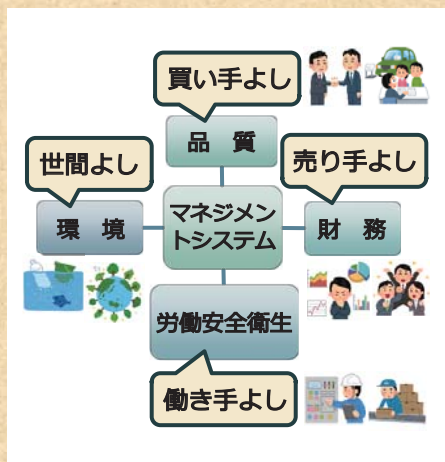 買い手よし
品　質
世間よし
売り手よし
環　境
マネジメン
トシステム
財　務
労働安全衛生
働き手よし